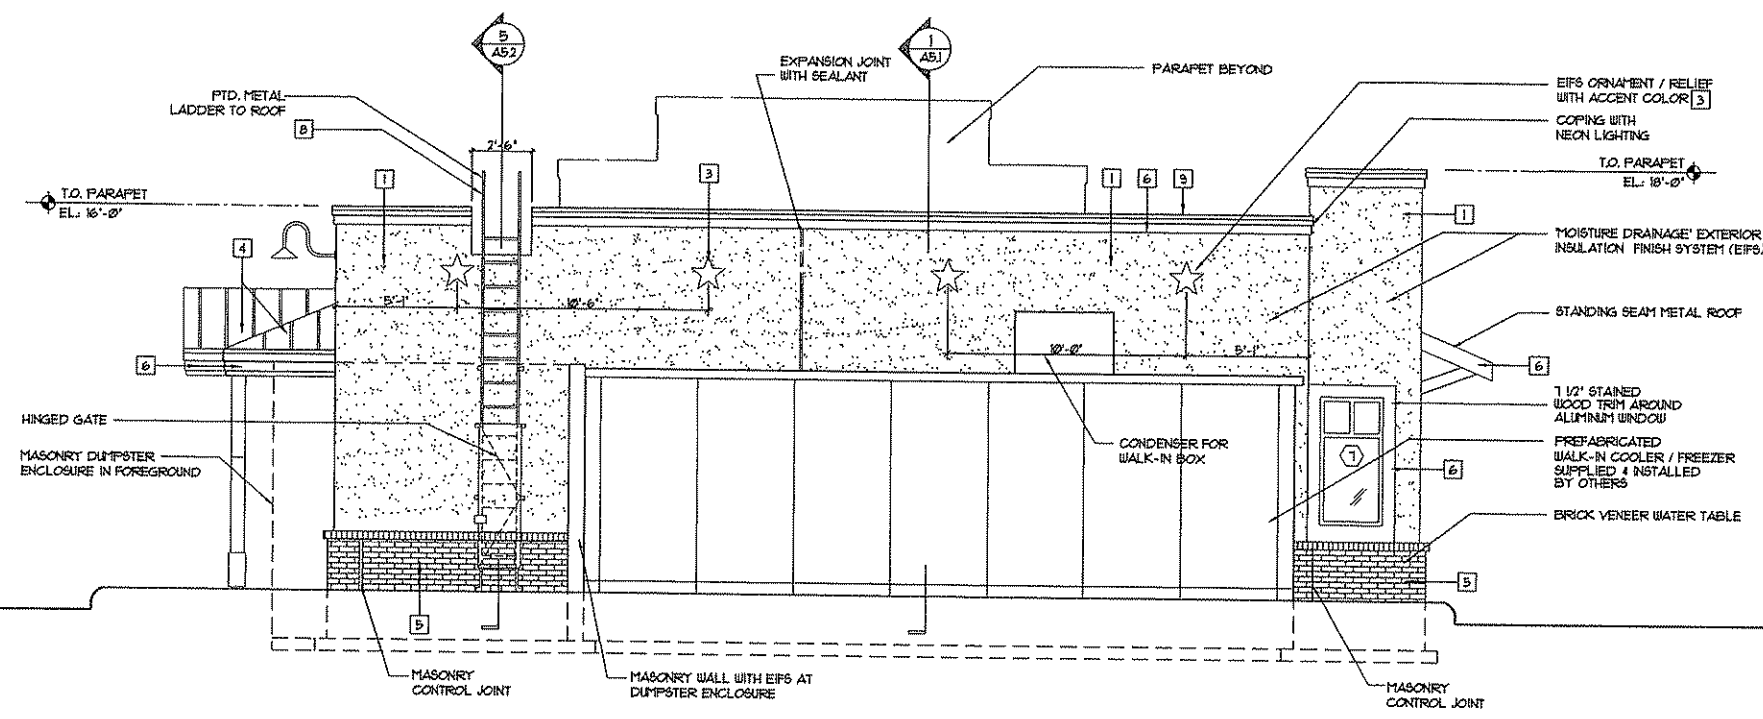 5
A5.2
1
A5.1
EXPANSION JOINT
WITH SEALANT
PARAPET BEYOND
EIFS ORNAMENT / RELIEF
WITH ACCENT COLOR 3
PTD. METAL
LADDER TO ROOF
8
COPING WITH
NEON LIGHTING
2'-6"
T.O. PARAPET
EL.: 16'-0"
1
3
1
6
9
T.O. PARAPET
EL.: 18'-0"
1
4
'MOISTURE DRAINAGE' EXTERIOR
INSULATION FINISH SYSTEM (EIFS
5'-1"
10'-6"
STANDING SEAM METAL ROOF
10'-0"
5'-1"
6
6
7 1/2" STAINED
WOOD TRIM AROUND
ALUMINUM WINDOW
HINGED GATE
MASONRY DUMPSTER
ENCLOSURE IN FOREGROUND
CONDENSER FOR
WALK-IN BOX
7
PREFABRICATED
WALK-IN COOLER / FREEZER
SUPPLIED & INSTALLED
BY OTHERS
6
BRICK VENEER WATER TABLE
5
5
MASONRY
CONTROL JOINT
MASONRY WALL WITH EIFS AT
DUMPSTER ENCLOSURE
MASONRY
CONTROL JOINT